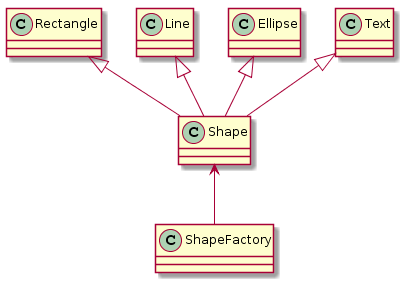 C Rectangle
C Line
C Ellipse
C Text
C Shape
C ShapeFactory